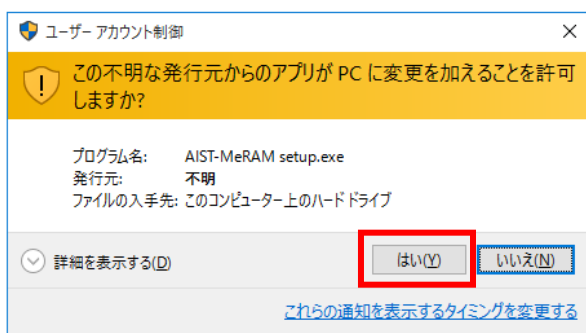 ユーザー アカウント制御
この不明な発行元からのアプリが PC に変更を加えることを許可
しますか?
プログラム名: AIST-MeRAM setup.exe
発行元: 不明
ファイルの入手先: このコンピューター上のハード ドライブ
詳細を表示する(D) はい(Y) いいえ(N)
これらの通知を表示するタイミングを変更する